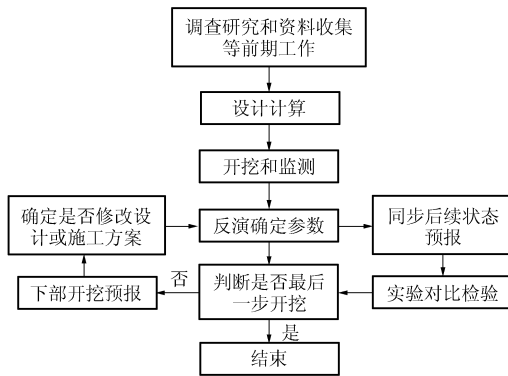 调查研究和资料收集
等前期工作
设计计算
开挖和监测
确定是否修改设
计或施工方案
反演确定参数
同步后续状态
预报
下部开挖预报
否
判断是否最后
一步开挖
实验对比检验
是
结束